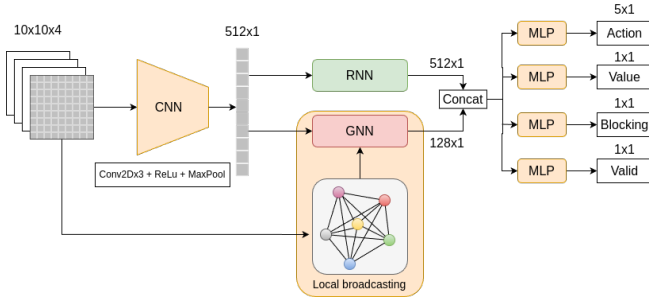 10x10x4
512x1
CNN
Conv2Dx3 + ReLu + MaxPool
RNN
512x1
GNN
128x1
Local broadcasting
Concat
MLP
5x1
Action
MLP
1x1
Value
MLP
1x1
Blocking
MLP
1x1
Valid